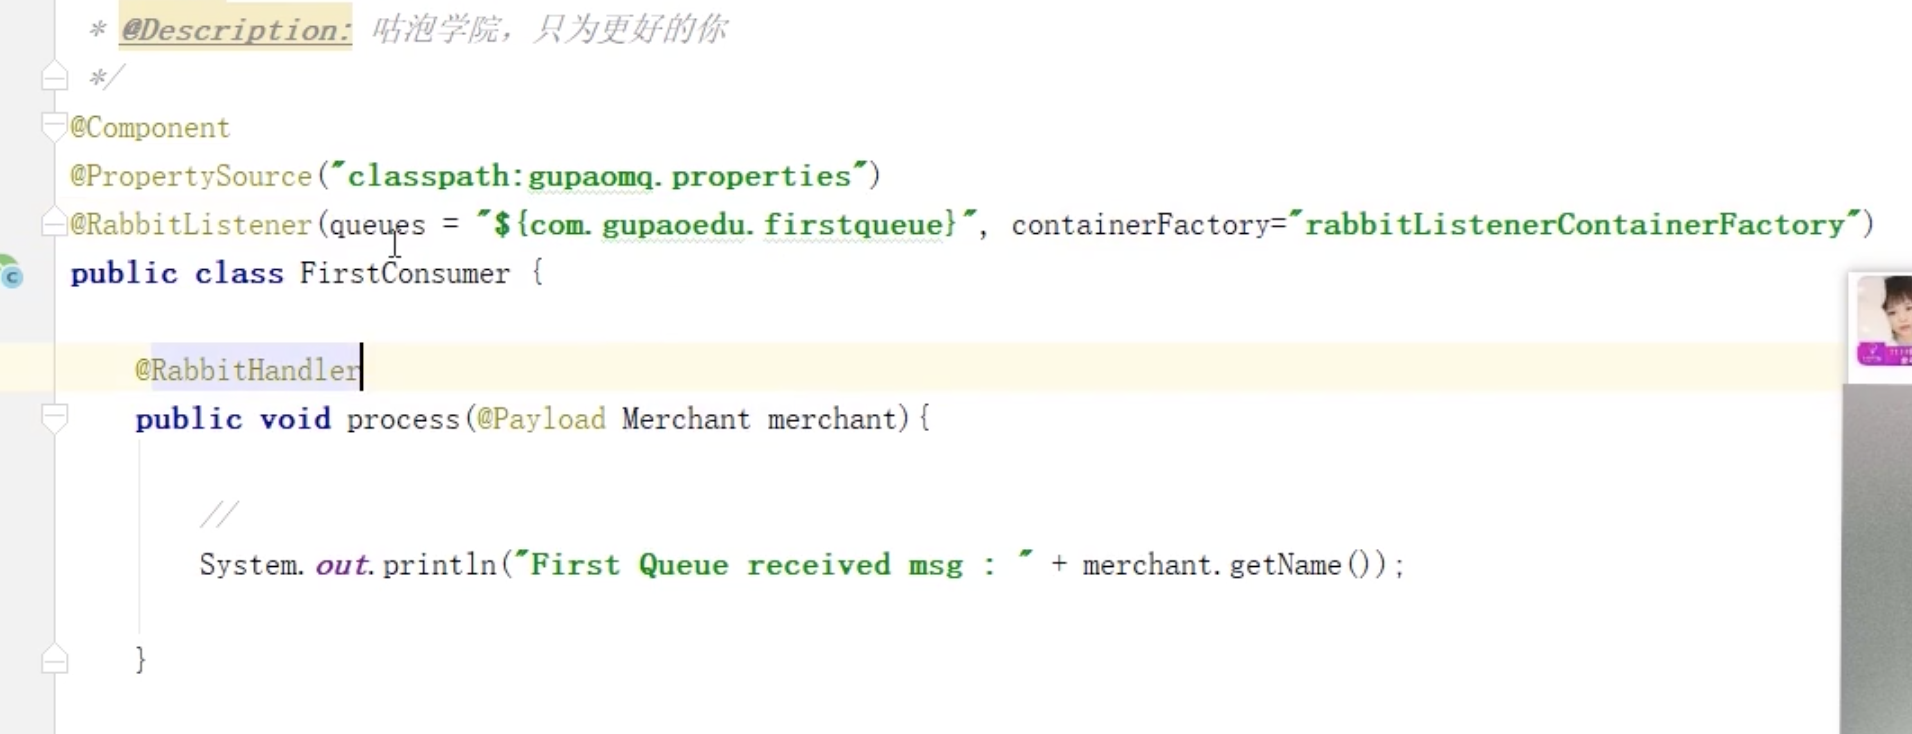 * @Description: 咕泡学院，只为更好的你
*/
@Component
@PropertySource("classpath:gupaomq.properties")
@RabbitListener(queues = "${com.gupaoedu.firstqueue}", containerFactory="rabbitListenerContainerFactory")
public class FirstConsumer {
@RabbitHandler
public void process(@Payload Merchant merchant){
//
System.out.println("First Queue received msg : " + merchant.getName());
}